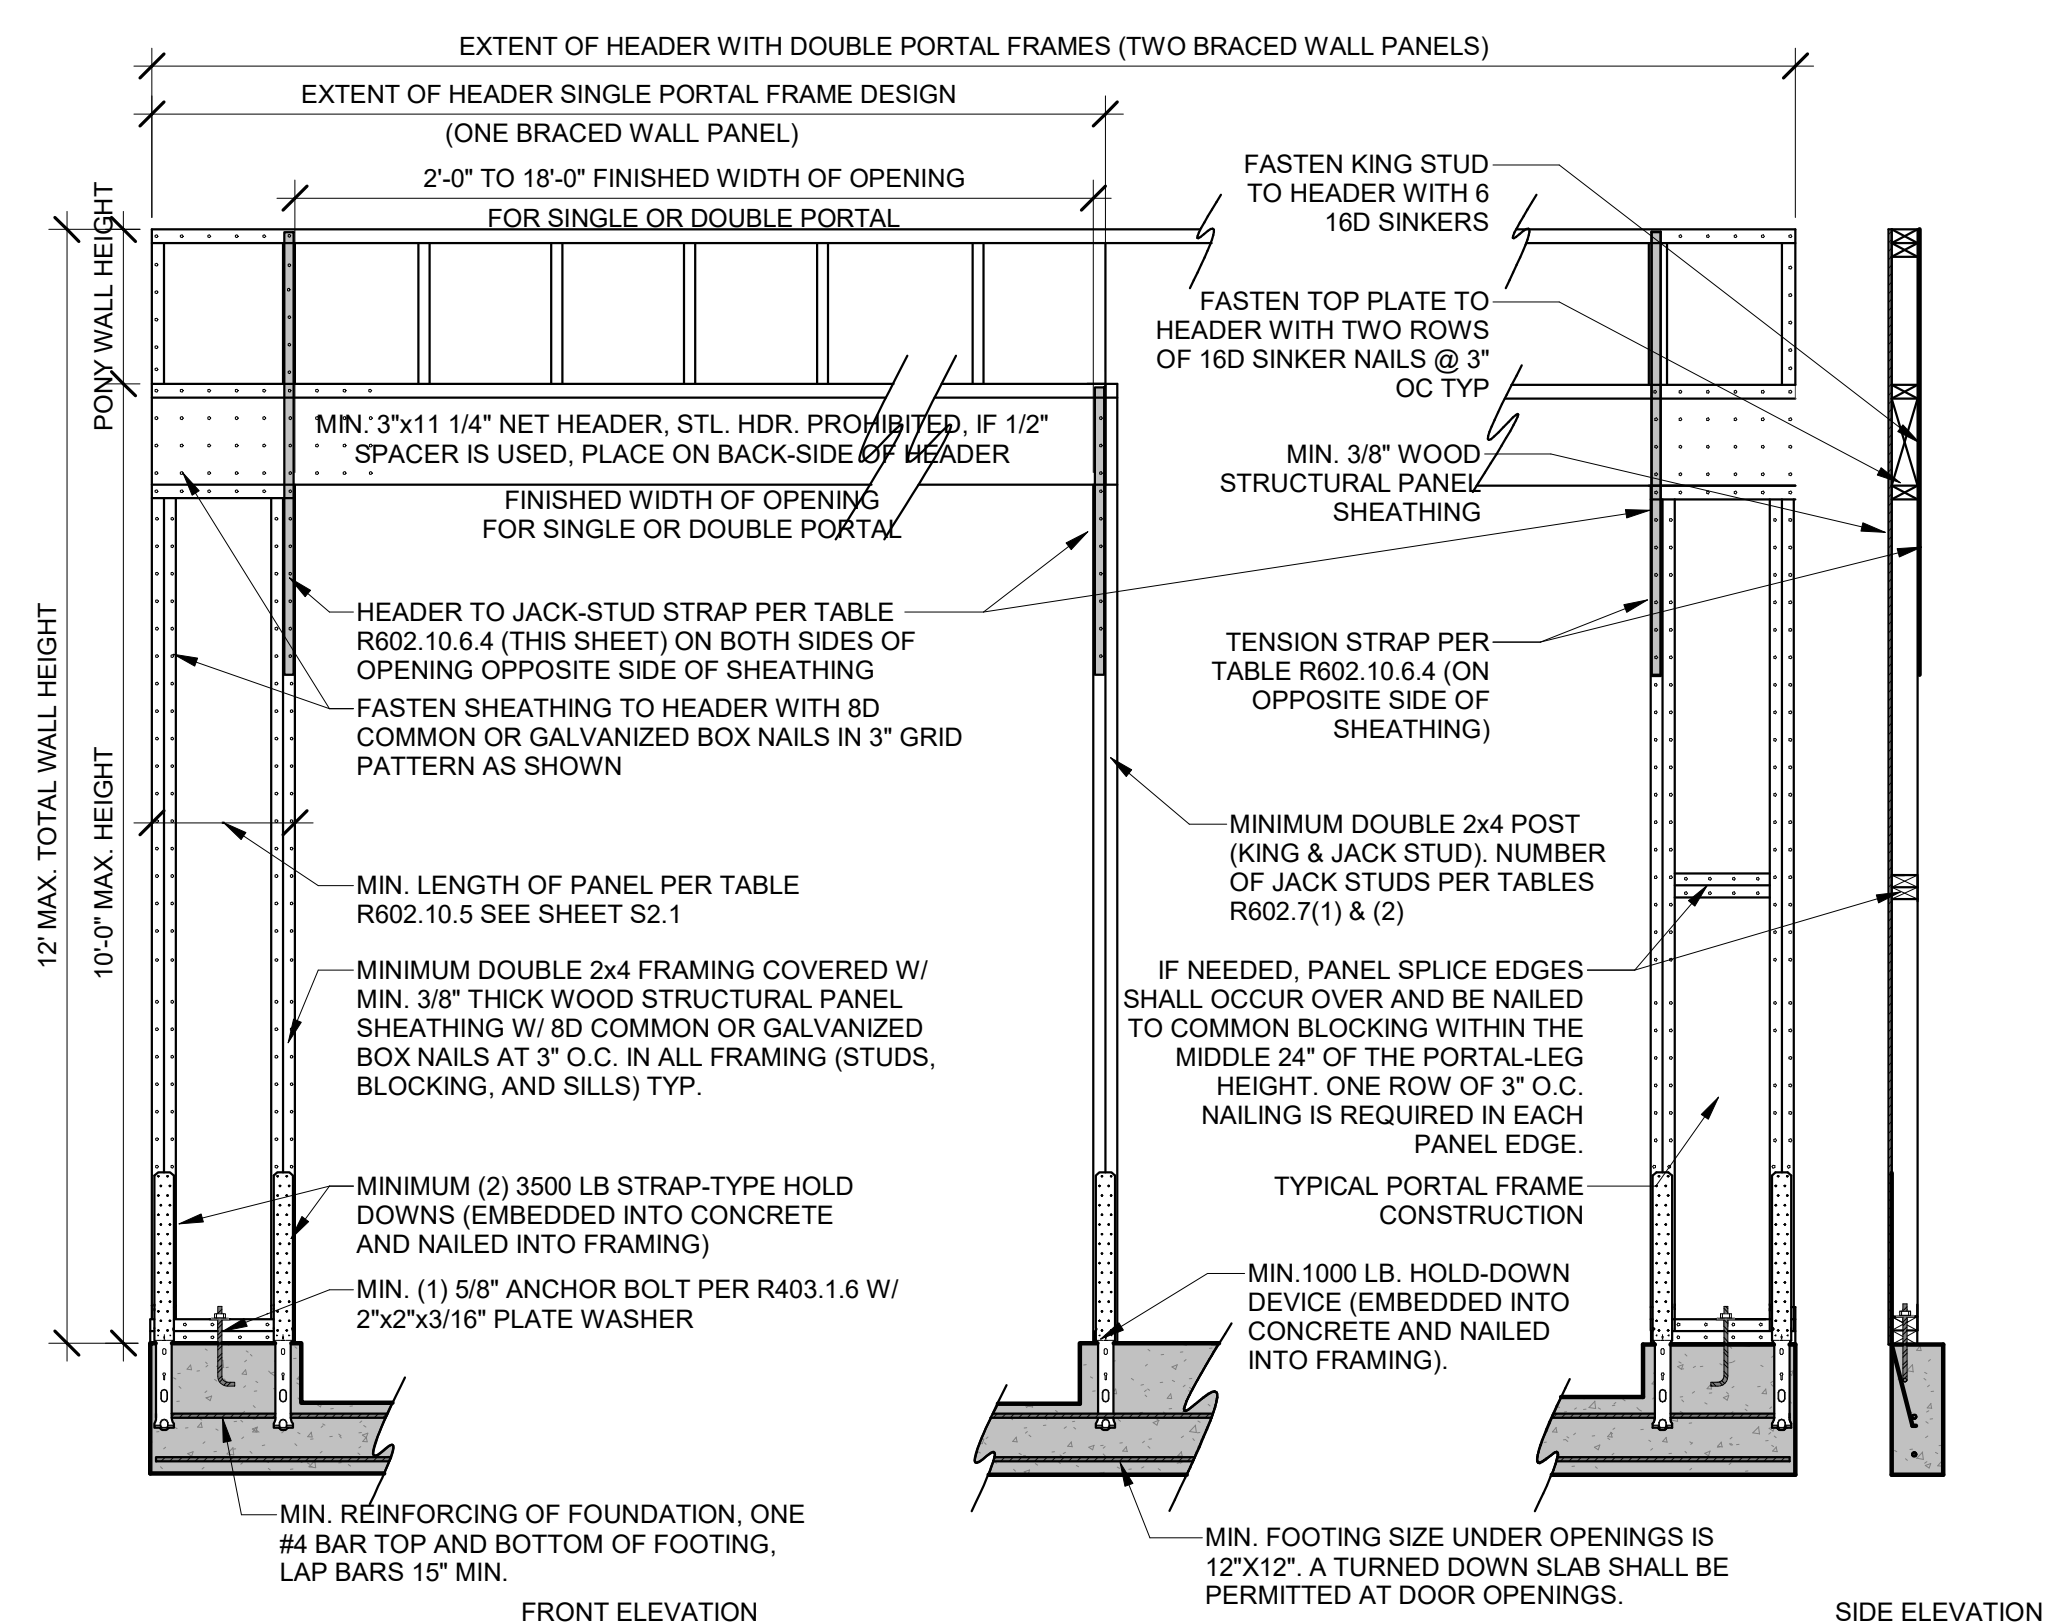 EXTENT OF HEADER WITH DOUBLE PORTAL FRAMES (TWO BRACED WALL PANELS)
EXTENT OF HEADER SINGLE PORTAL FRAME DESIGN
(ONE BRACED WALL PANEL)
2'-0" TO 18'-0" FINISHED WIDTH OF OPENING
FOR SINGLE OR DOUBLE PORTAL
PONY WALL HEIGHT
12' MAX. TOTAL WALL HEIGHT
10'-0" MAX. HEIGHT
MIN. 3"x11 1/4" NET HEADER, STL. HDR. PROHIBITED, IF 1/2"
SPACER IS USED, PLACE ON BACK-SIDE OF HEADER
FINISHED WIDTH OF OPENING
FOR SINGLE OR DOUBLE PORTAL
HEADER TO JACK-STUD STRAP PER TABLE
R602.10.6.4 (THIS SHEET) ON BOTH SIDES OF
OPENING OPPOSITE SIDE OF SHEATHING
FASTEN SHEATHING TO HEADER WITH 8D
COMMON OR GALVANIZED BOX NAILS IN 3" GRID
PATTERN AS SHOWN
MIN. LENGTH OF PANEL PER TABLE
R602.10.5 SEE SHEET S2.1
MINIMUM DOUBLE 2x4 FRAMING COVERED W/
MIN. 3/8" THICK WOOD STRUCTURAL PANEL
SHEATHING W/ 8D COMMON OR GALVANIZED
BOX NAILS AT 3" O.C. IN ALL FRAMING (STUDS,
BLOCKING, AND SILLS) TYP.
MINIMUM (2) 3500 LB STRAP-TYPE HOLD
DOWNS (EMBEDDED INTO CONCRETE
AND NAILED INTO FRAMING)
MIN. (1) 5/8" ANCHOR BOLT PER R403.1.6 W/
2"x2"x3/16" PLATE WASHER
MIN. REINFORCING OF FOUNDATION, ONE
#4 BAR TOP AND BOTTOM OF FOOTING,
LAP BARS 15" MIN.
FRONT ELEVATION
FASTEN KING STUD
TO HEADER WITH 6
16D SINKERS
FASTEN TOP PLATE TO
HEADER WITH TWO ROWS
OF 16D SINKER NAILS @ 3"
OC TYP
MIN. 3/8" WOOD
STRUCTURAL PANEL
SHEATHING
TENSION STRAP PER
TABLE R602.10.6.4 (ON
OPPOSITE SIDE OF
SHEATHING)
MINIMUM DOUBLE 2x4 POST
(KING & JACK STUD). NUMBER
OF JACK STUDS PER TABLES
R602.7(1) & (2)
IF NEEDED, PANEL SPLICE EDGES
SHALL OCCUR OVER AND BE NAILED
TO COMMON BLOCKING WITHIN THE
MIDDLE 24" OF THE PORTAL-LEG
HEIGHT. ONE ROW OF 3" O.C.
NAILING IS REQUIRED IN EACH
PANEL EDGE.
TYPICAL PORTAL FRAME
CONSTRUCTION
MIN.1000 LB. HOLD-DOWN
DEVICE (EMBEDDED INTO
CONCRETE AND NAILED
INTO FRAMING).
MIN. FOOTING SIZE UNDER OPENINGS IS
12"X12". A TURNED DOWN SLAB SHALL BE
PERMITTED AT DOOR OPENINGS.
SIDE ELEVATION